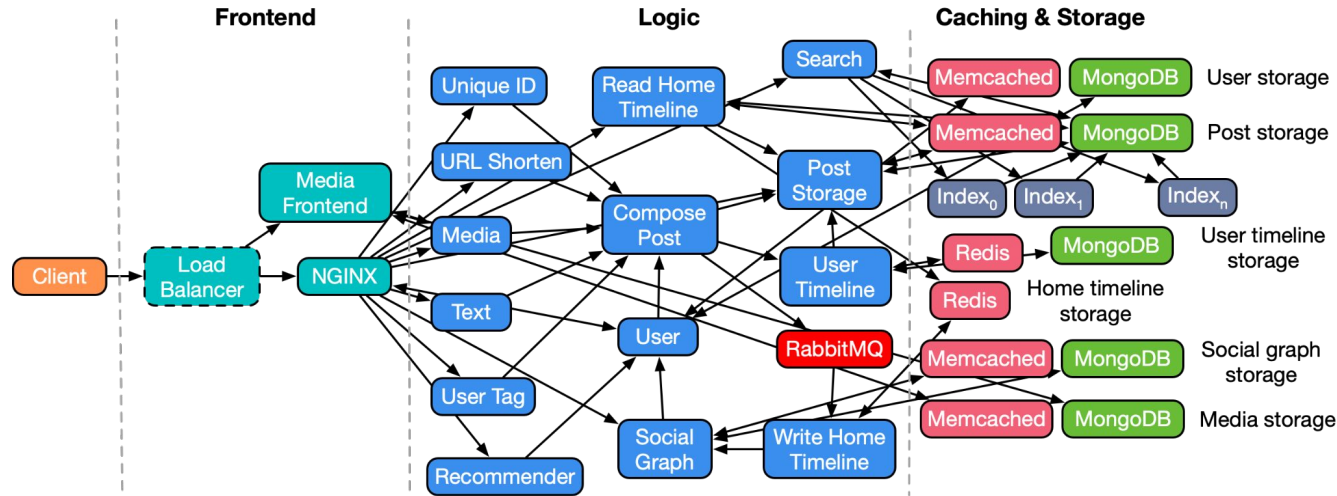 Frontend
Logic
Caching & Storage
Client
Load
Balancer
Media
Frontend
NGINX
Unique ID
URL Shorten
Media
Text
User Tag
Recommender
Read Home
Timeline
Compose
Post
User
Social
Graph
Search
Post
Storage
User
Timeline
RabbitMQ
Write Home
Timeline
Memcached
MongoDB
User storage
Memcached
MongoDB
Post storage
Index0
Index1
Indexn
Redis
MongoDB
User timeline
storage
Redis
Home timeline
storage
Memcached
MongoDB
Social graph
storage
Memcached
MongoDB
Media storage